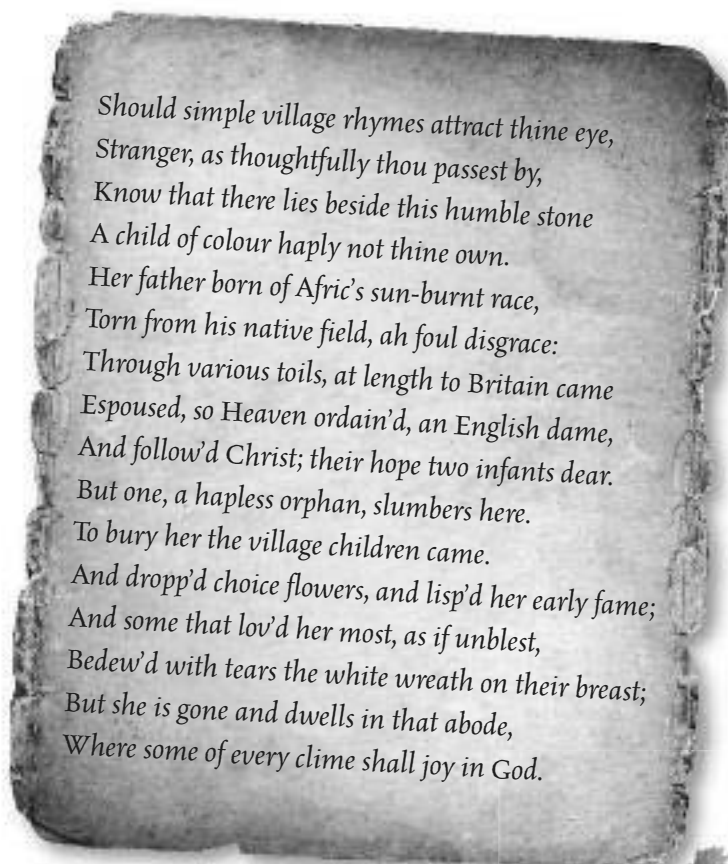 Should simple village rhymes attract thine eye,
Stranger, as thoughtfully thou passest by,
Know that there lies beside this humble stone
A child of colour haply not thine own.
Her father born of Afric's sun-burnt race,
Torn from his native field, ah foul disgrace:
Through various toils, at length to Britain came
Espoused, so Heaven ordain'd, an English dame,
And follow'd Christ; their hope two infants dear.
But one, a hapless orphan, slumbers here.
To bury her the village children came.
And dropp'd choice flowers, and lisp'd her early fame;
And some that lov'd her most, as if unblest,
Bedew'd with tears the white wreath on their breast;
But she is gone and dwells in that abode,
Where some of every clime shall joy in God.